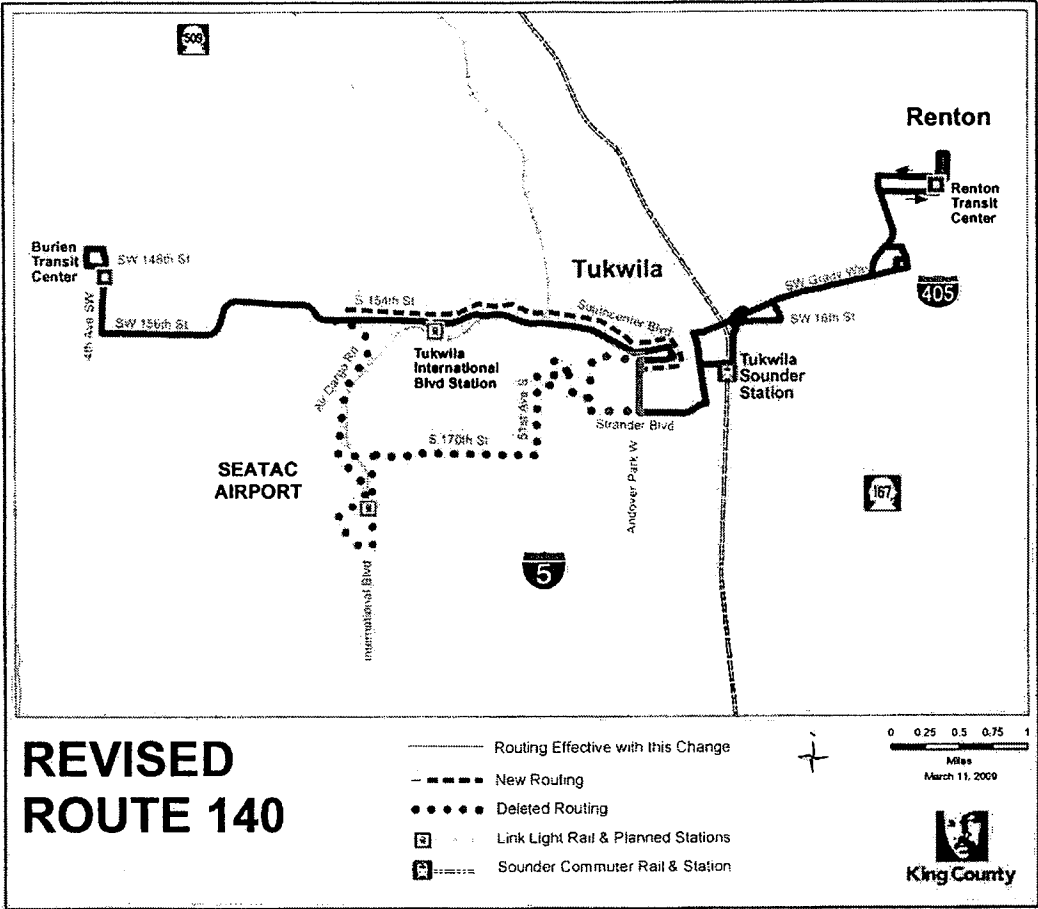 509
Renton
Renton
Transit
Center
Burien
Transit
Center
SW 148th St
Tukwila
SW Grady Way
405
4th Ave SW
SW 156th St
S 154th St
Southcenter Blvd
SW 16th St
Tukwila
International
Blvd Station
Tukwila
Sounder
Station
Air Cargo Rd
51st Ave S
Strander Blvd
S 170th St
SEATAC
AIRPORT
Andover Park W
167
5
International Blvd
REVISED
ROUTE 140
Routing Effective with this Change
New Routing
Deleted Routing
Link Light Rail & Planned Stations
Sounder Commuter Rail & Station
0 0.25 0.5 0.75 1
Miles
March 11, 2009
King County